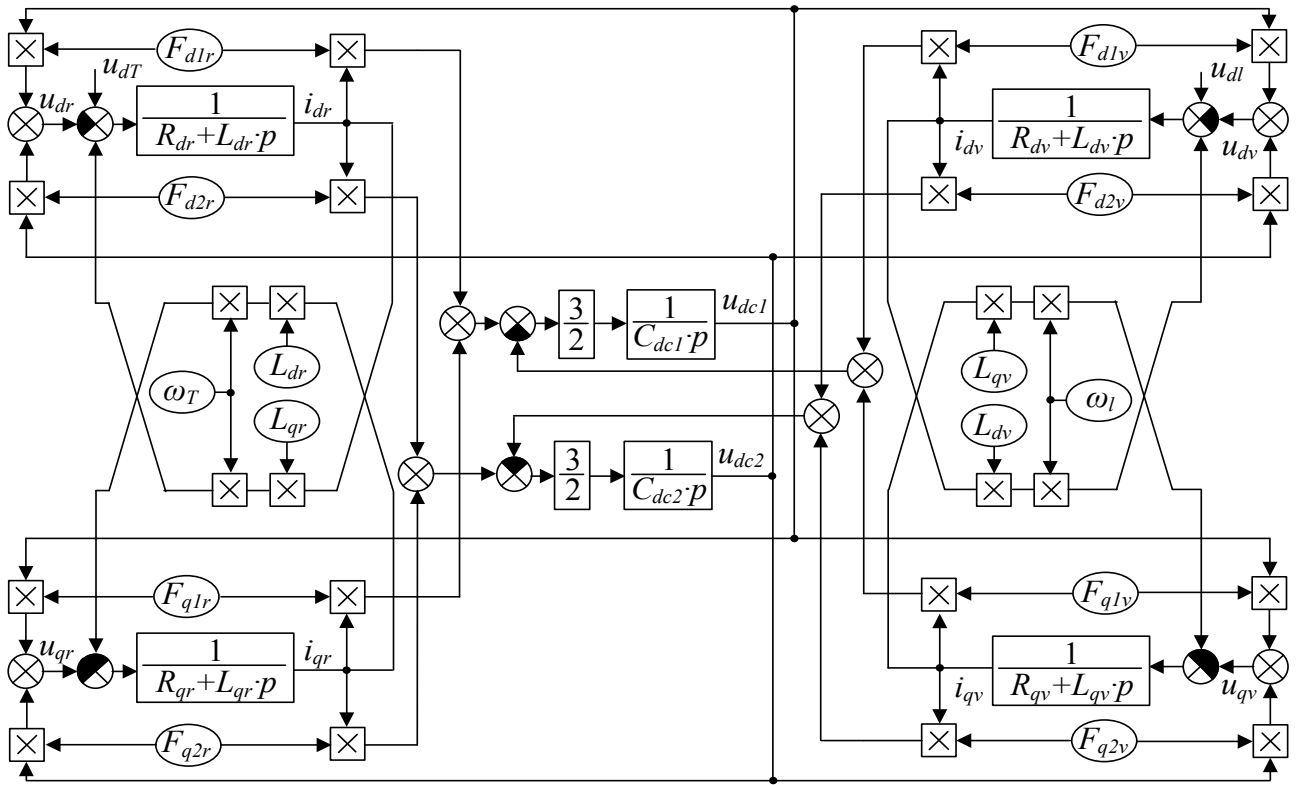 F_{d1r}
F_{d1v}
u_{dT}
u_{dl}
u_{dr}
1
R_{dr}+L_{dr}·p
i_{dr}
i_{dv}
1
R_{dv}+L_{dv}·p
u_{dv}
F_{d2r}
F_{d2v}
3
2
1
C_{dc1}·p
u_{dc1}
L_{dr}
L_{qv}
ω_T
ω_l
L_{qr}
L_{dv}
3
2
1
C_{dc2}·p
u_{dc2}
F_{q1r}
F_{q1v}
u_{qr}
1
R_{qr}+L_{qr}·p
i_{qr}
i_{qv}
1
R_{qv}+L_{qv}·p
u_{qv}
F_{q2r}
F_{q2v}